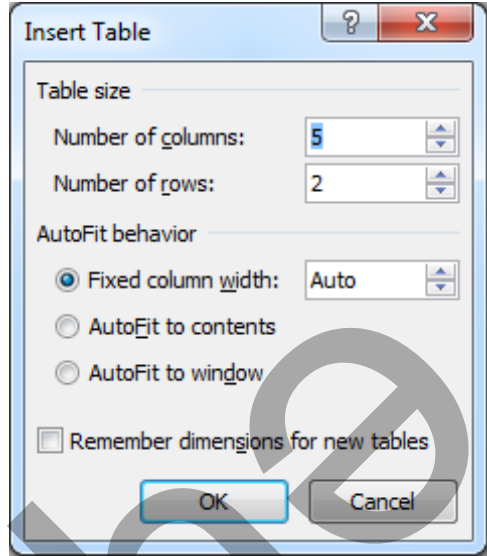 Insert Table ?
Table size
Number of columns: 5
Number of rows: 2
AutoFit behavior
Fixed column width: Auto
AutoFit to contents
AutoFit to window
Remember dimensions for new tables
OK Cancel